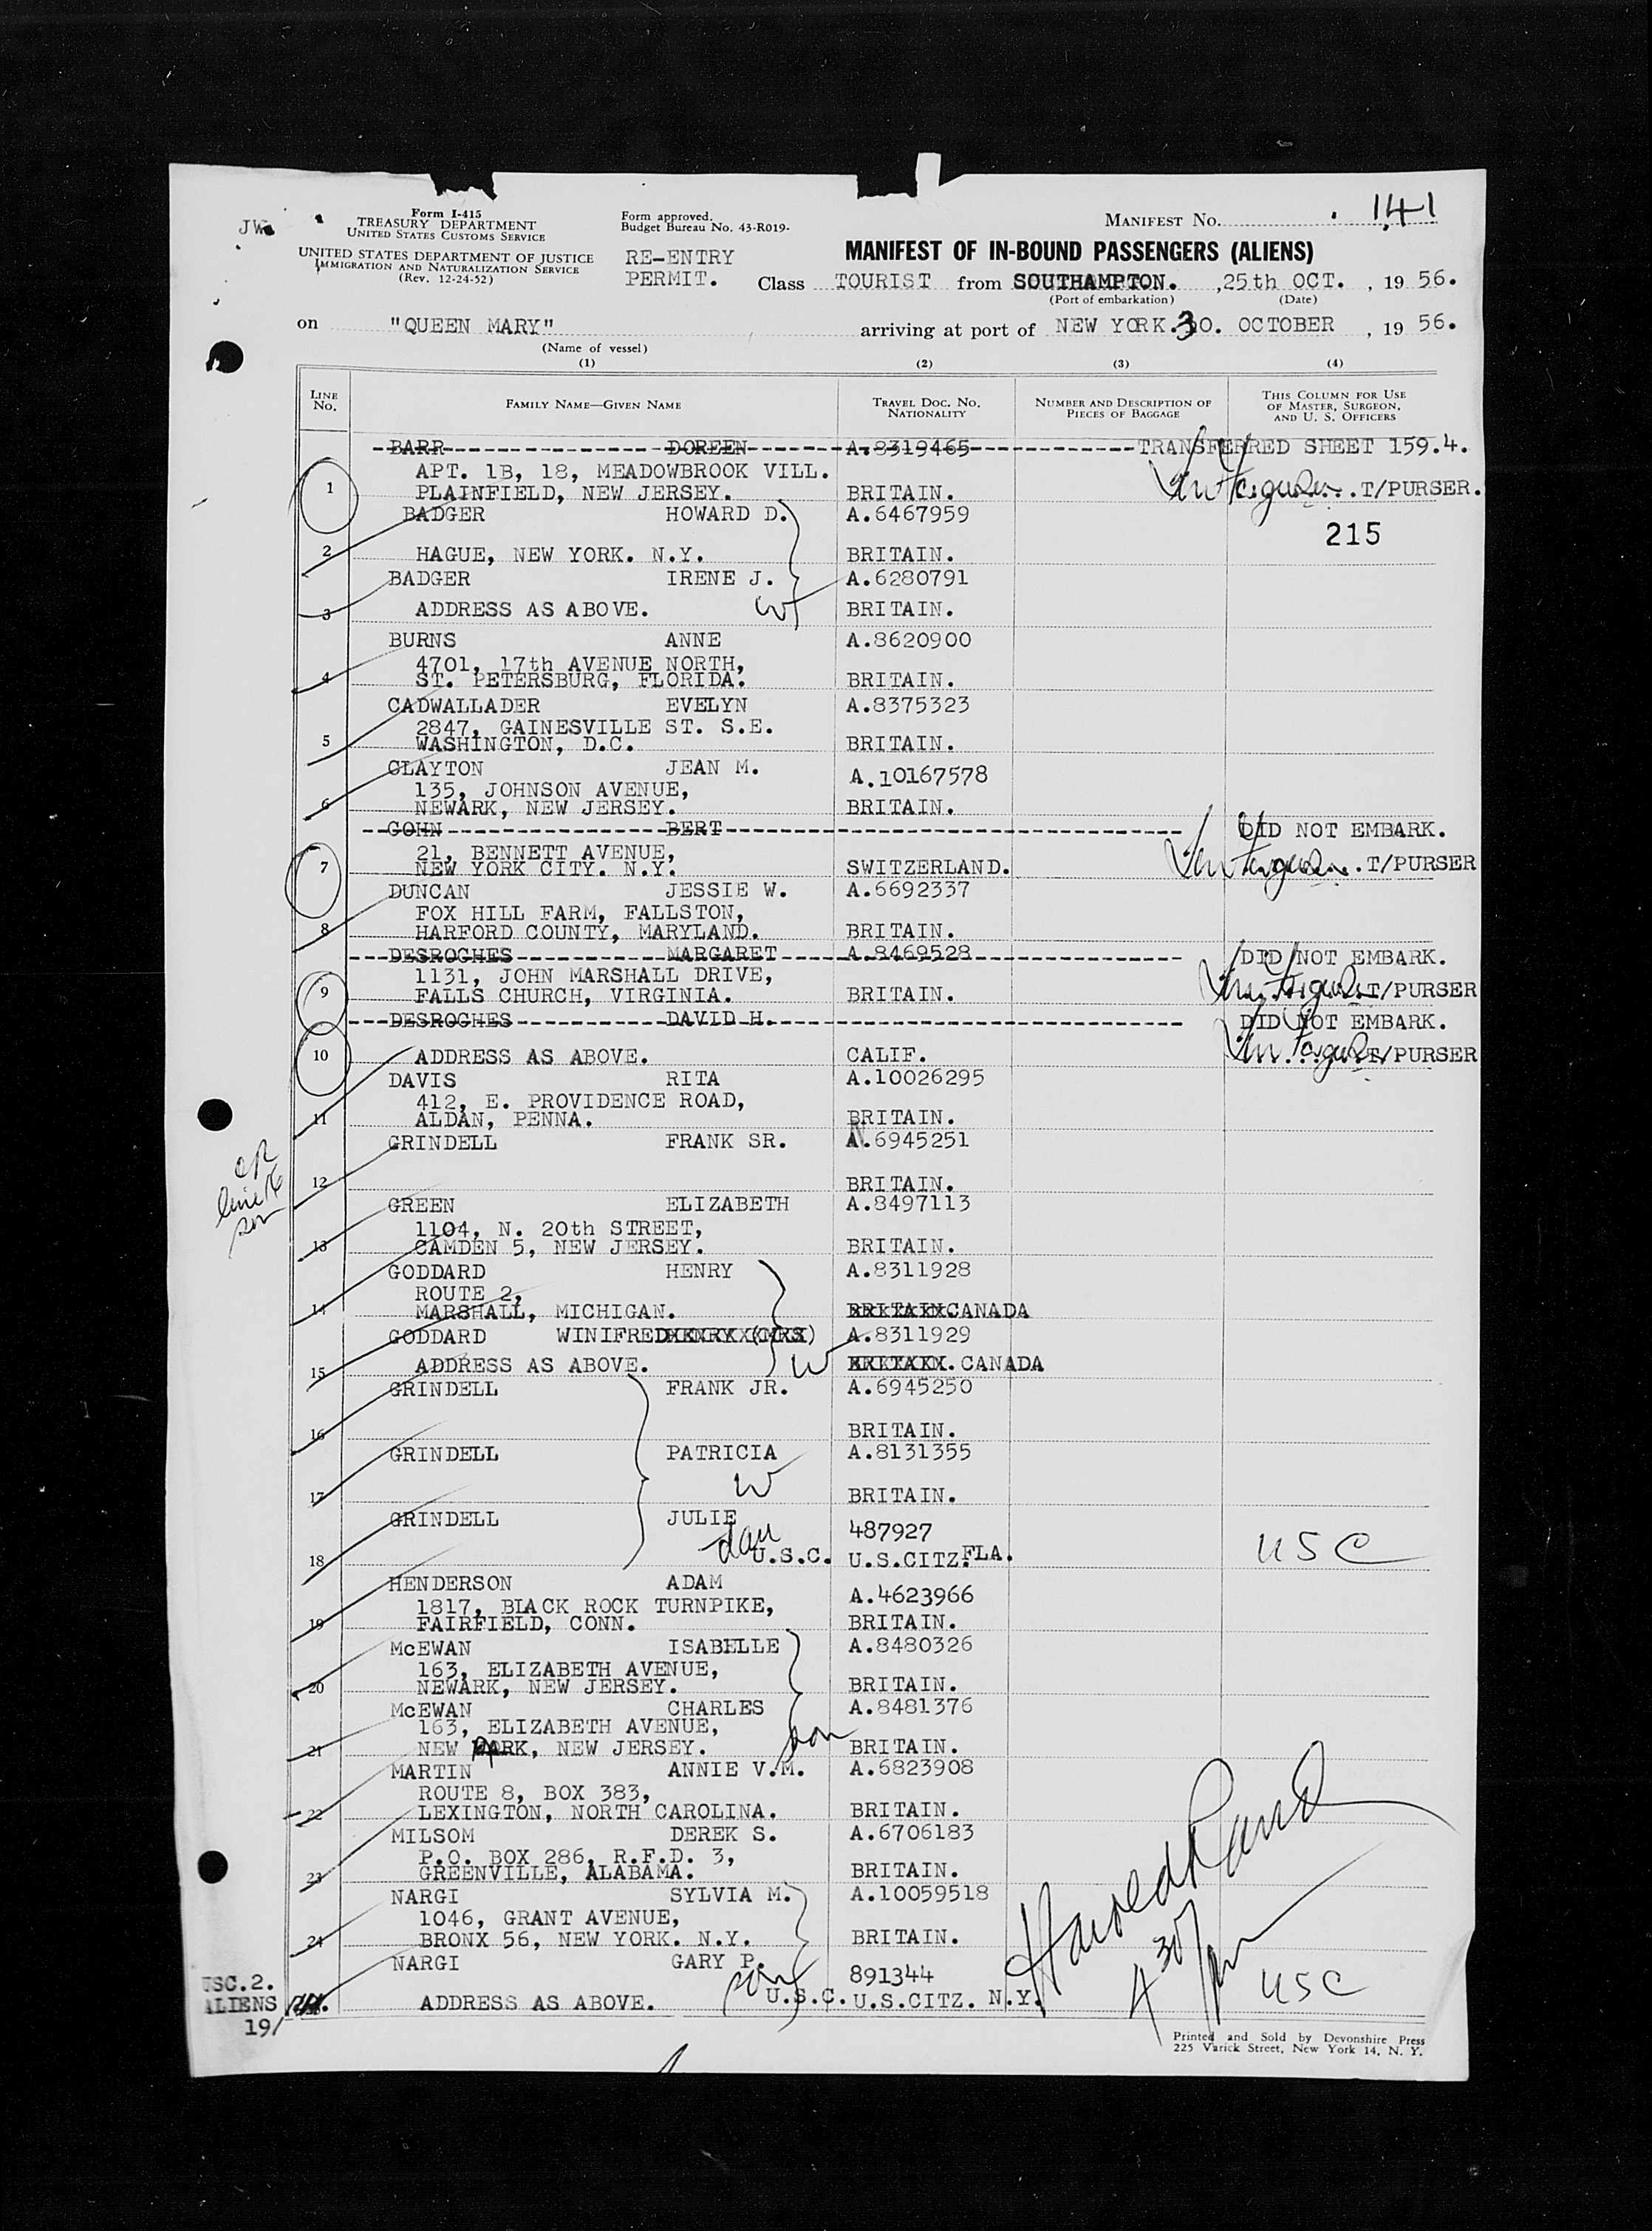 JW
Form I-415
TREASURY DEPARTMENT
UNITED STATES CUSTOMS SERVICE
UNITED STATES DEPARTMENT OF JUSTICE
IMMIGRATION AND NATURALIZATION SERVICE
(Rev. 12-24-52)
Form approved.
Budget Bureau No. 43-R019-
RE-ENTRY
PERMIT.
MANIFEST NO. 141
MANIFEST OF IN-BOUND PASSENGERS (ALIENS)
Class TOURIST from SOUTHAMPTON. ,25th OCT. , 19 56.
(Port of embarkation) (Date)
on "QUEEN MARY" arriving at port of NEW YORK. 30. OCTOBER , 19 56.
(Name of vessel)
(1) (2) (3) (4)
LINE NO. FAMILY NAME—GIVEN NAME TRAVEL DOC. NO. NATIONALITY NUMBER AND DESCRIPTION OF PIECES OF BAGGAGE THIS COLUMN FOR USE OF MASTER, SURGEON, AND U. S. OFFICERS
BARR DOREEN A.8319465 TRANSFERRED SHEET 159.4.
APT. 1B, 18, MEADOWBROOK VILL.
1 PLAINFIELD, NEW JERSEY. BRITAIN. T/PURSER.
BADGER HOWARD D. A.6467959
215
2 HAGUE, NEW YORK. N.Y. BRITAIN.
BADGER IRENE J. A.6280791
3 ADDRESS AS ABOVE. W BRITAIN.
BURNS ANNE A.8620900
4701, 17th AVENUE NORTH,
4 ST. PETERSBURG, FLORIDA. BRITAIN.
CADWALLADER EVELYN A.8375323
2847, GAINESVILLE ST. S.E.
5 WASHINGTON, D.C. BRITAIN.
CLAYTON JEAN M. A.10167578
135, JOHNSON AVENUE,
6 NEWARK, NEW JERSEY. BRITAIN.
COHN BERT DID NOT EMBARK.
21, BENNETT AVENUE,
7 NEW YORK CITY. N.Y. SWITZERLAND. T/PURSER
DUNCAN JESSIE W. A.6692337
FOX HILL FARM, FALLSTON,
8 HARFORD COUNTY, MARYLAND. BRITAIN.
DESROCHES MARGARET A.8469528 DID NOT EMBARK.
1131, JOHN MARSHALL DRIVE,
9 FALLS CHURCH, VIRGINIA. BRITAIN. T/PURSER
DESROCHES DAVID H. DID NOT EMBARK.
10 ADDRESS AS ABOVE. CALIF. T/PURSER
DAVIS RITA A.10026295
412, E. PROVIDENCE ROAD,
11 ALDAN, PENNA. BRITAIN.
GRINDELL FRANK SR. A.6945251
line 16
son
12 BRITAIN.
GREEN ELIZABETH A.8497113
1104, N. 20th STREET,
13 CAMDEN 5, NEW JERSEY. BRITAIN.
GODDARD HENRY A.8311928
ROUTE 2,
14 MARSHALL, MICHIGAN. CANADA
GODDARD WINIFRED A.8311929
15 ADDRESS AS ABOVE. W CANADA
GRINDELL FRANK JR. A.6945250
16 BRITAIN.
GRINDELL PATRICIA A.8131355
W
17 BRITAIN.
GRINDELL JULIE 487927
dau
18 U.S.C. U.S.CITZ. FLA. USC
HENDERSON ADAM A.4623966
1817, BLACK ROCK TURNPIKE,
19 FAIRFIELD, CONN. BRITAIN.
McEWAN ISABELLE A.8480326
163, ELIZABETH AVENUE,
20 NEWARK, NEW JERSEY. BRITAIN.
McEWAN CHARLES A.8481376
163, ELIZABETH AVENUE, son
21 NEW ARK, NEW JERSEY. BRITAIN.
MARTIN ANNIE V.M. A.6823908
ROUTE 8, BOX 383,
22 LEXINGTON, NORTH CAROLINA. BRITAIN.
MILSOM DEREK S. A.6706183
P.O. BOX 286, R.F.D. 3,
23 GREENVILLE, ALABAMA. BRITAIN.
NARGI SYLVIA M. A.10059518
1046, GRANT AVENUE,
24 BRONX 56, NEW YORK. N.Y. BRITAIN.
NARGI GARY P. 891344
son
ADDRESS AS ABOVE. U.S.C. U.S.CITZ. N.Y. USC
430 pm
USC.2.
ALIENS
19/
Printed and Sold by Devonshire Press
225 Varick Street, New York 14, N. Y.